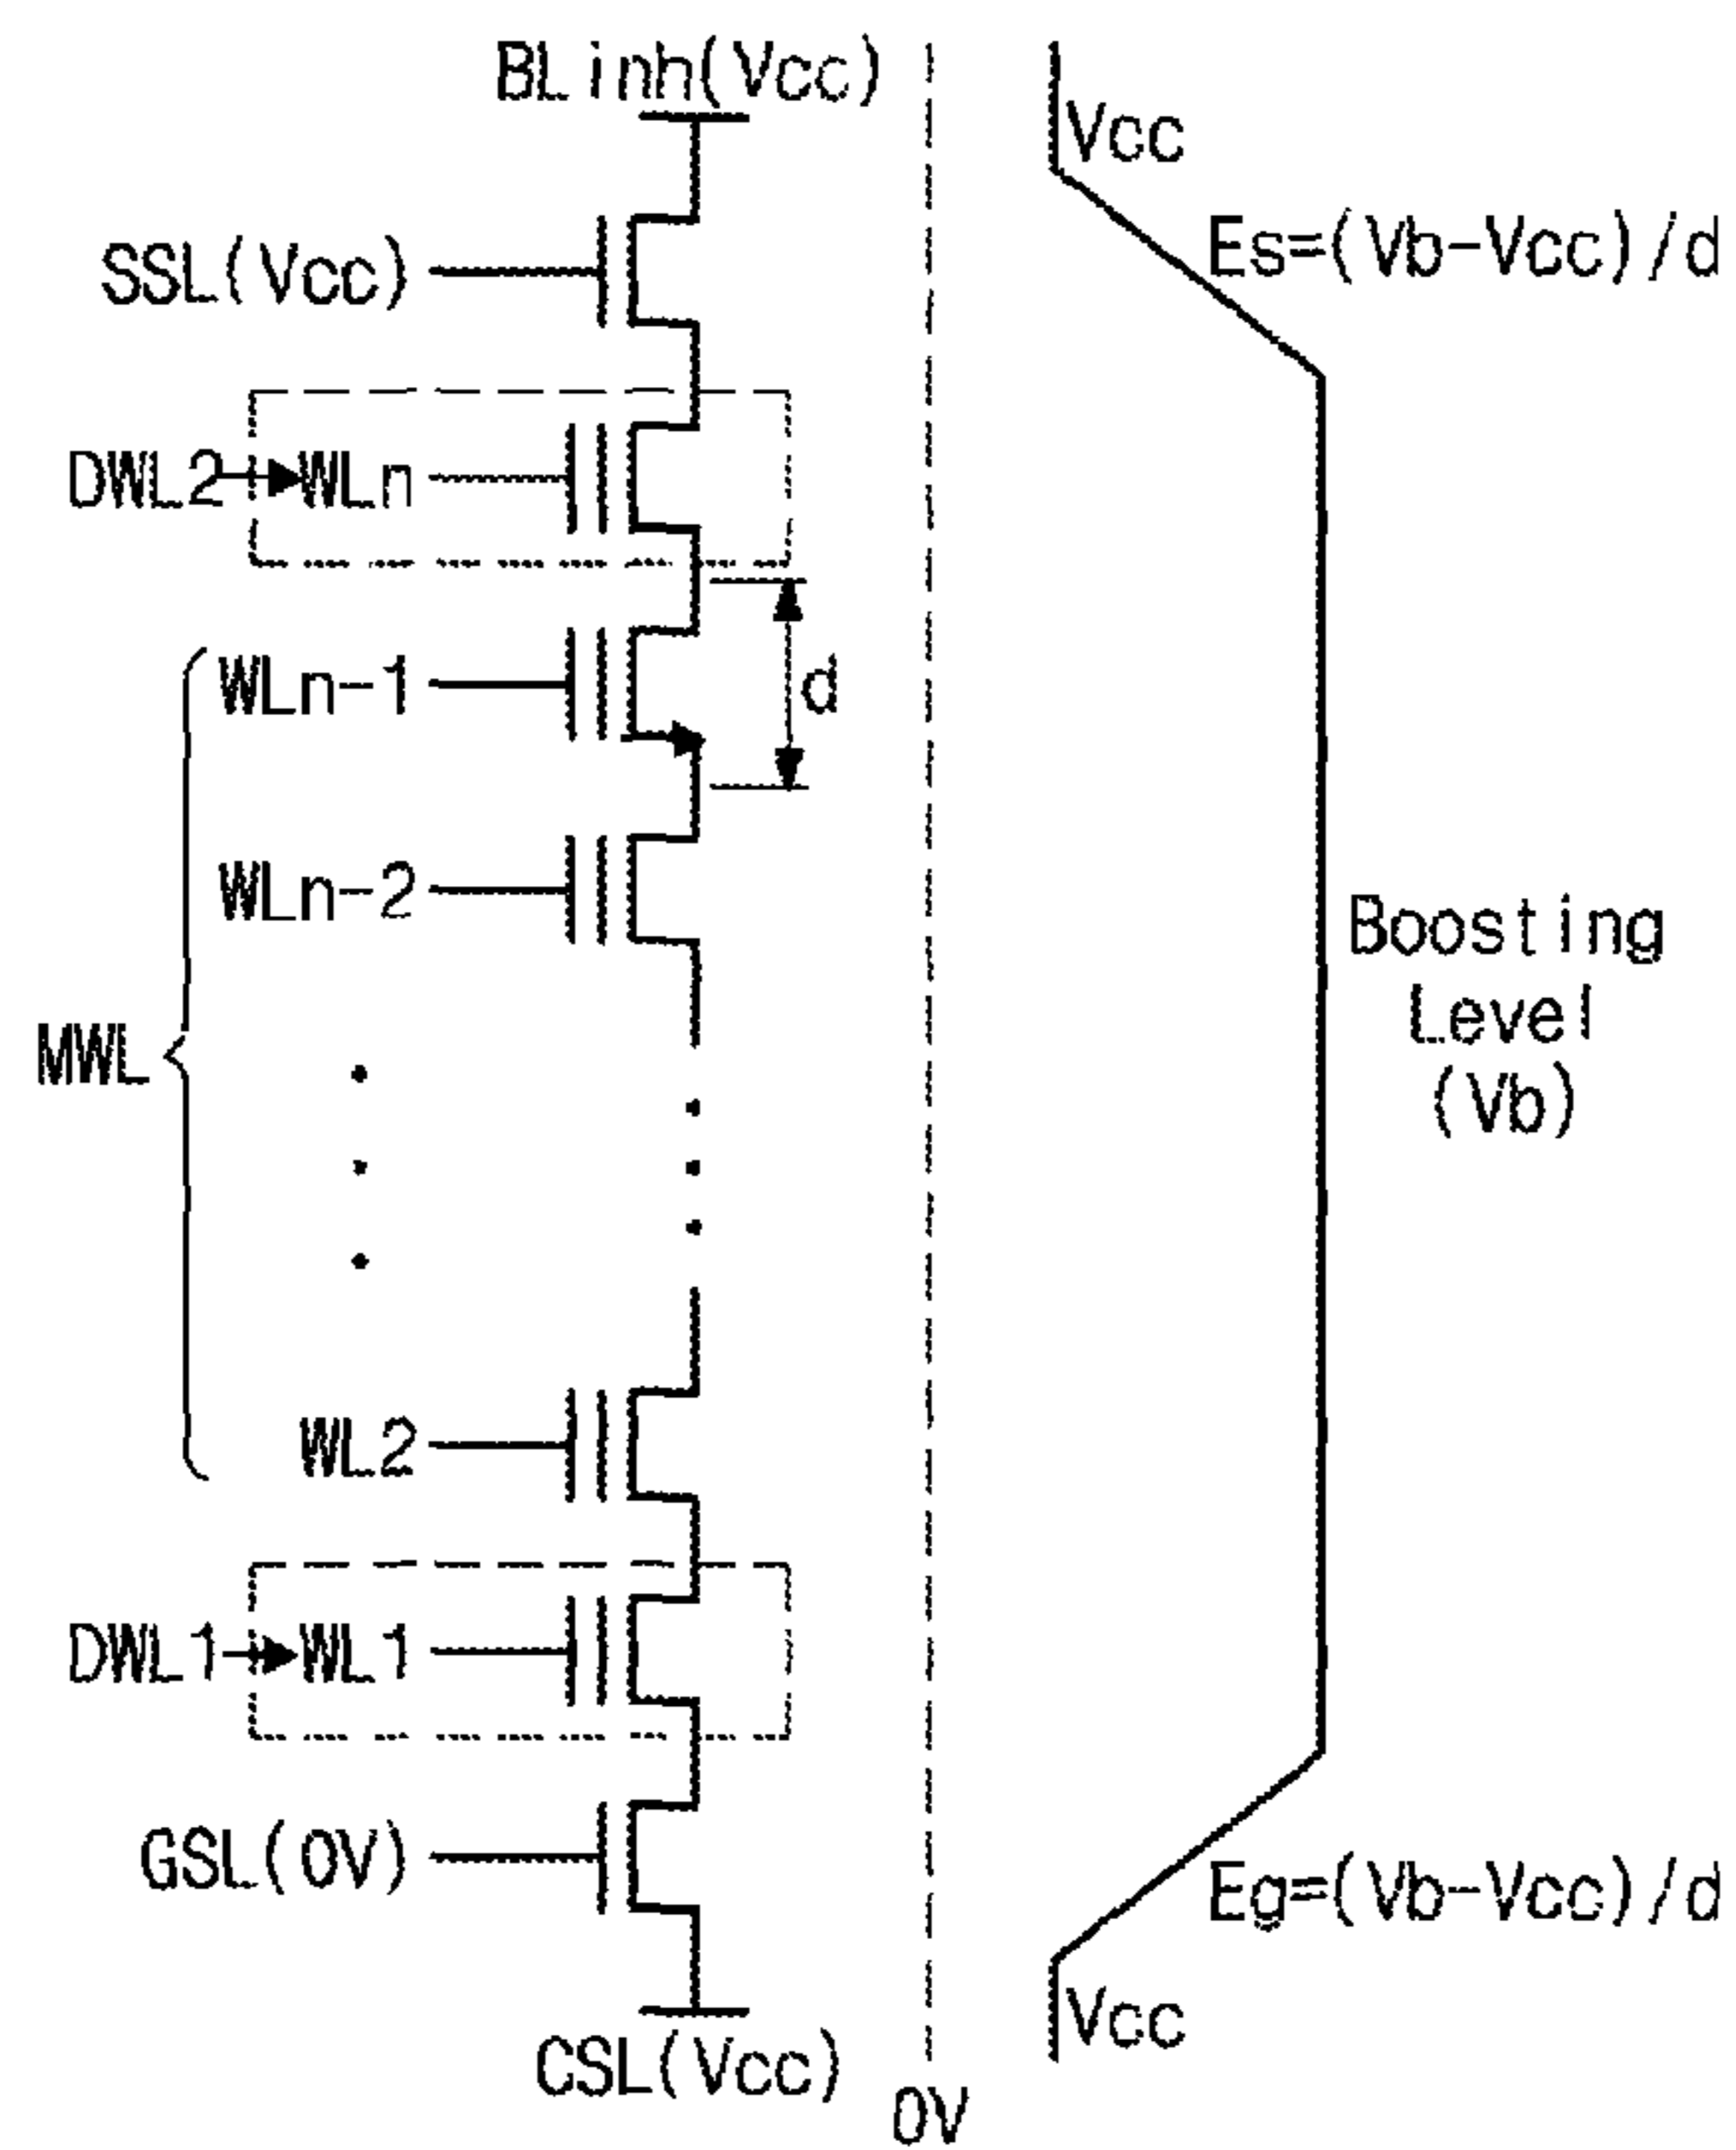 BLinh(Vcc)
Vcc
SSL(Vcc)
Es=(Vb-Vcc)/d
DWL2 WLn
WLn-1
d
WLn-2
Boosting
Level
(Vb)
MWL
WL2
DWL1 WL1
GSL(0V)
Eg=(Vb-Vcc)/d
Vcc
CSL(Vcc)
0V